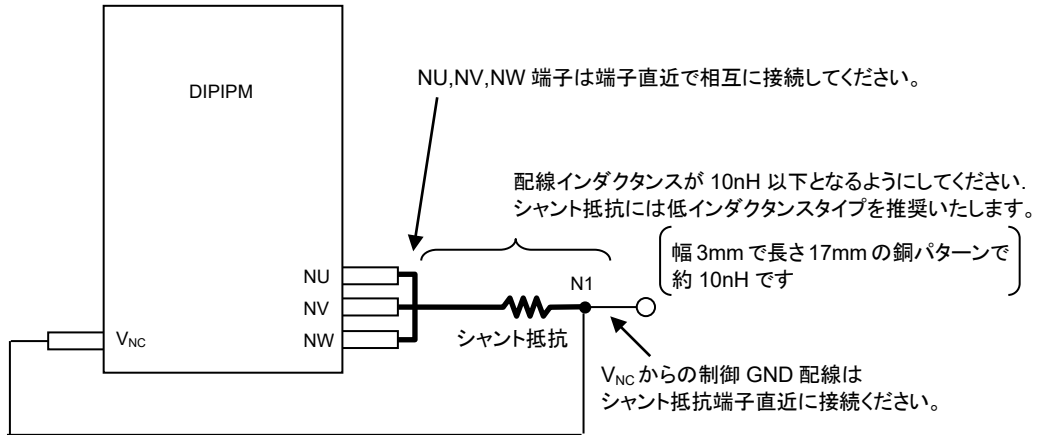 DIPIPM
NU,NV,NW 端子は端子直近で相互に接続してください。
配線インダクタンスが 10nH 以下となるようにしてください.
シャント抵抗には低インダクタンスタイプを推奨いたします。
幅 3mm で長さ 17mm の銅パターンで
約 10nH です
NU
NV
NW
N1
シャント抵抗
VNC
VNC からの制御 GND 配線は
シャント抵抗端子直近に接続ください。